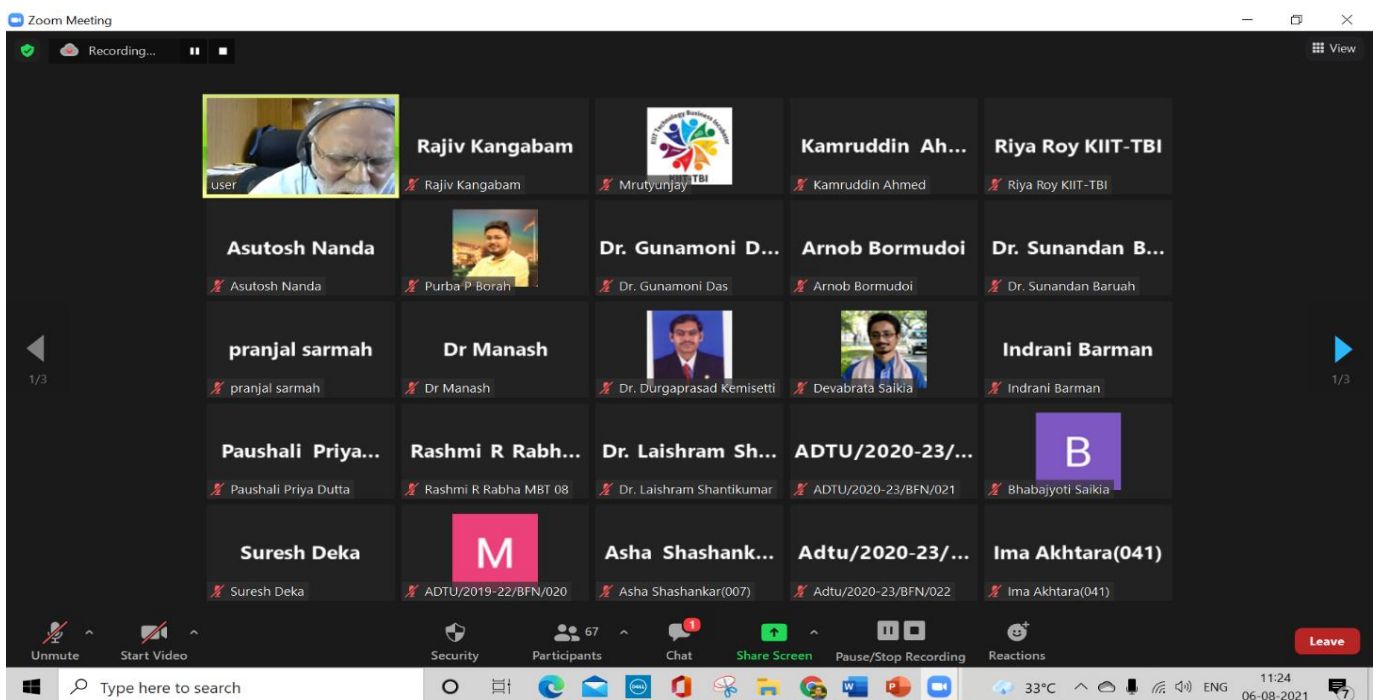 Zoom Meeting
Recording...
View
user
Rajiv Kangabam
Rajiv Kangabam
KIIT Technology Business Incubator
KIIT-TBI
Mrutyunjay
Kamruddin Ah...
Kamruddin Ahmed
Riya Roy KIIT-TBI
Riya Roy KIIT-TBI
Asutosh Nanda
Asutosh Nanda
Purba P Borah
Dr. Gunamoni D...
Dr. Gunamoni Das
Arnob Bormudoi
Arnob Bormudoi
Dr. Sunandan B...
Dr. Sunandan Baruah
1/3
pranjal sarmah
pranjal sarmah
Dr Manash
Dr Manash
Dr. Durgaprasad Kemisetti
Devabrata Saikia
Indrani Barman
Indrani Barman
1/3
Paushali Priya...
Paushali Priya Dutta
Rashmi R Rabh...
Rashmi R Rabha MBT 08
Dr. Laishram Sh...
Dr. Laishram Shantikumar
ADTU/2020-23/...
ADTU/2020-23/BFN/021
B
Bhabajyoti Saikia
Suresh Deka
Suresh Deka
M
ADTU/2019-22/BFN/020
Asha Shashank...
Asha Shashankar(007)
Adtu/2020-23/...
Adtu/2020-23/BFN/022
Ima Akhtara(041)
Ima Akhtara(041)
Unmute
Start Video
Security
67
Participants
1
Chat
Share Screen
Pause/Stop Recording
Reactions
Leave
Type here to search
DELL
33°C
ENG
11:24
06-08-2021